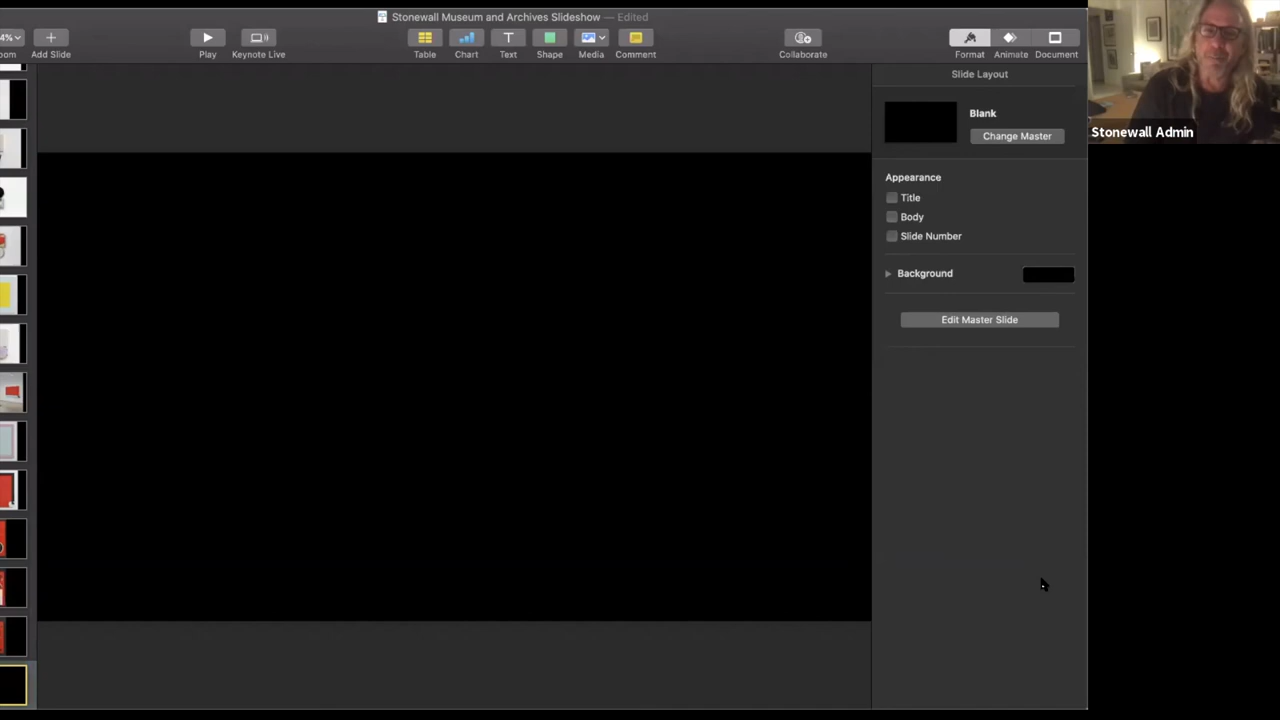 Stonewall Museum and Archives Slideshow — Edited
4%
Add Slide
Play
Keynote Live
Table
Chart
Text
Shape
Media
Comment
Collaborate
Format
Animate
Document
Slide Layout
Blank
Change Master
Appearance
Title
Body
Slide Number
Background
Edit Master Slide
Stonewall Admin